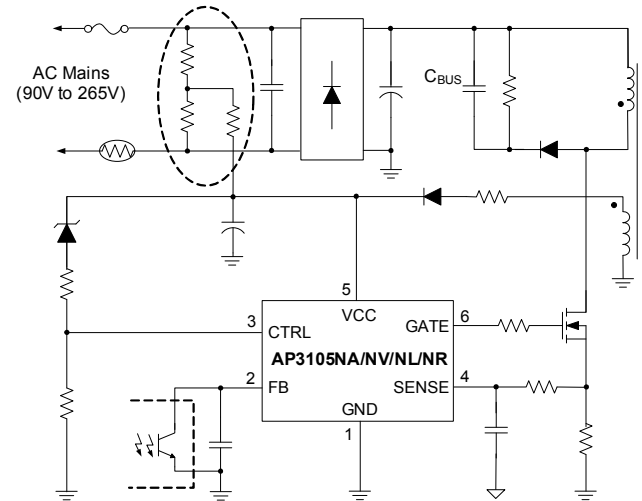 AC Mains
(90V to 265V)
CBUS
5
VCC
3
CTRL
GATE
6
AP3105NA/NV/NL/NR
2
FB
SENSE
4
GND
1